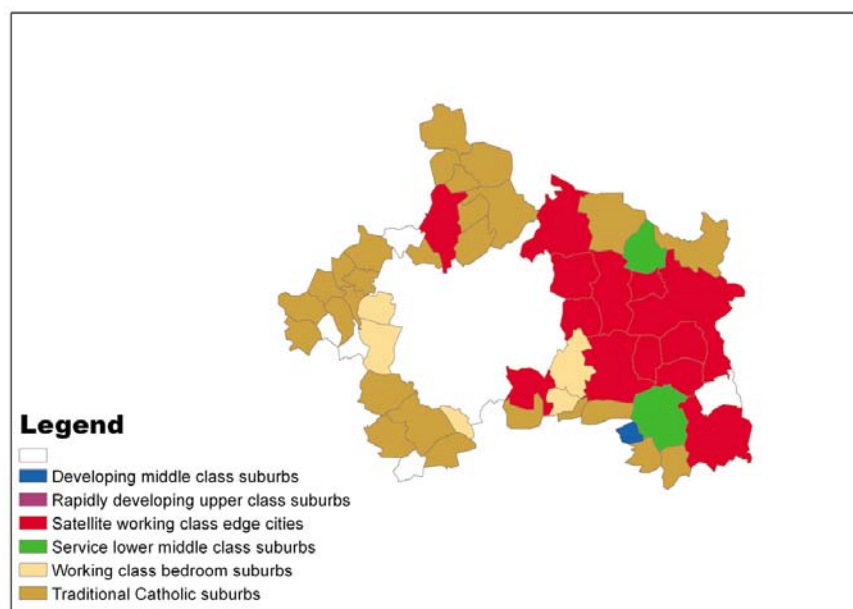 Legend
Developing middle class suburbs
Rapidly developing upper class suburbs
Satellite working class edge cities
Service lower middle class suburbs
Working class bedroom suburbs
Traditional Catholic suburbs